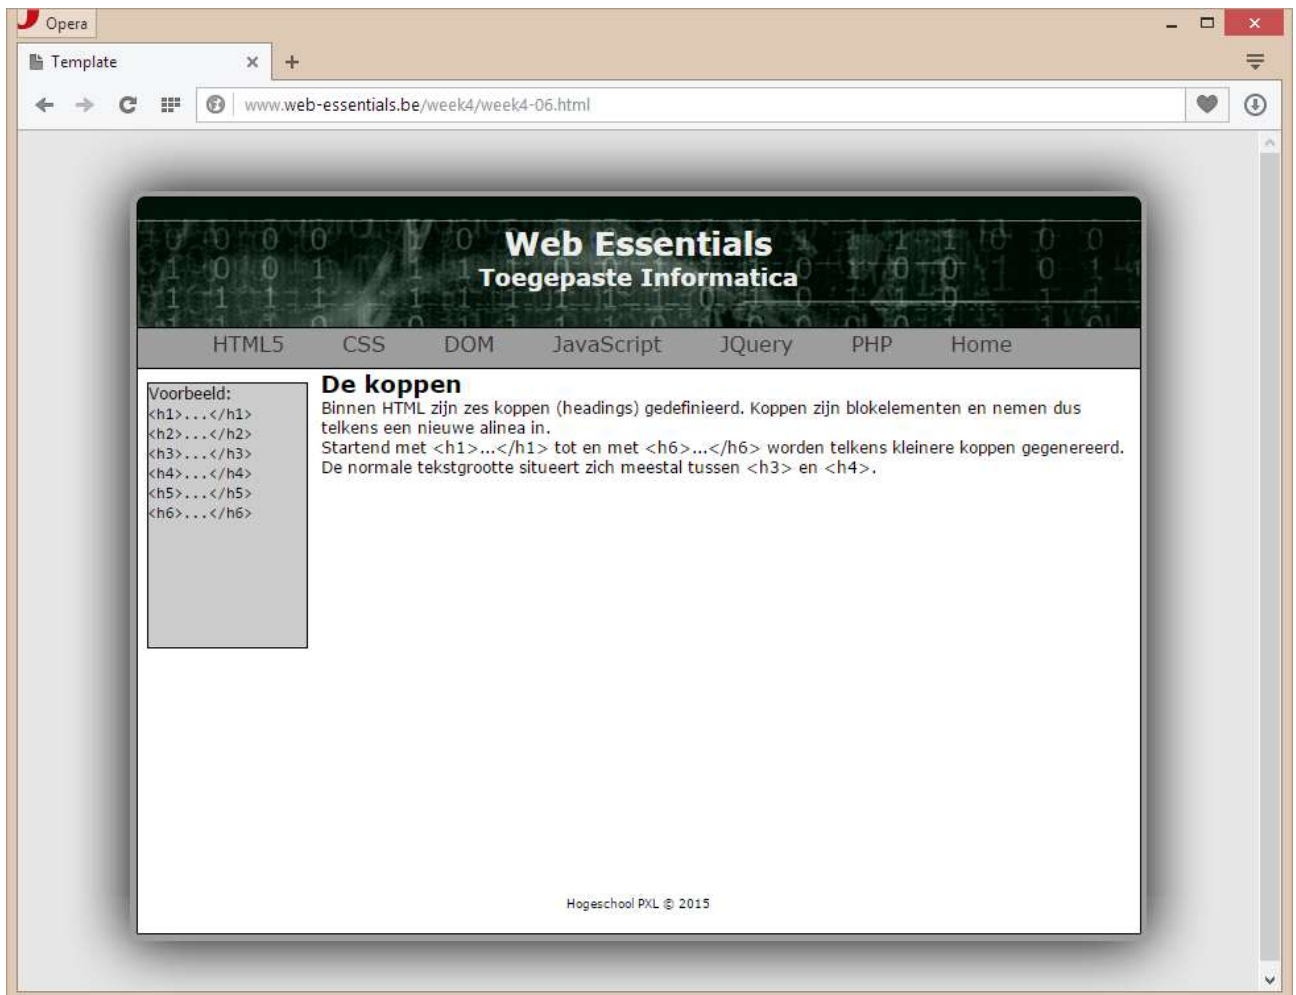 Opera
Template
www.web-essentials.be/week4/week4-06.html
Web Essentials
Toegepaste Informatica
HTML5 CSS DOM JavaScript JQuery PHP Home
Voorbeeld:
<h1>...</h1>
<h2>...</h2>
<h3>...</h3>
<h4>...</h4>
<h5>...</h5>
<h6>...</h6>
De koppen
Binnen HTML zijn zes koppen (headings) gedefinieerd. Koppen zijn blokelementen en nemen dus
telkens een nieuwe alinea in.
Startend met <h1>...</h1> tot en met <h6>...</h6> worden telkens kleinere koppen gegenereerd.
De normale tekstgrootte situeert zich meestal tussen <h3> en <h4>.
Hogeschool PXL © 2015